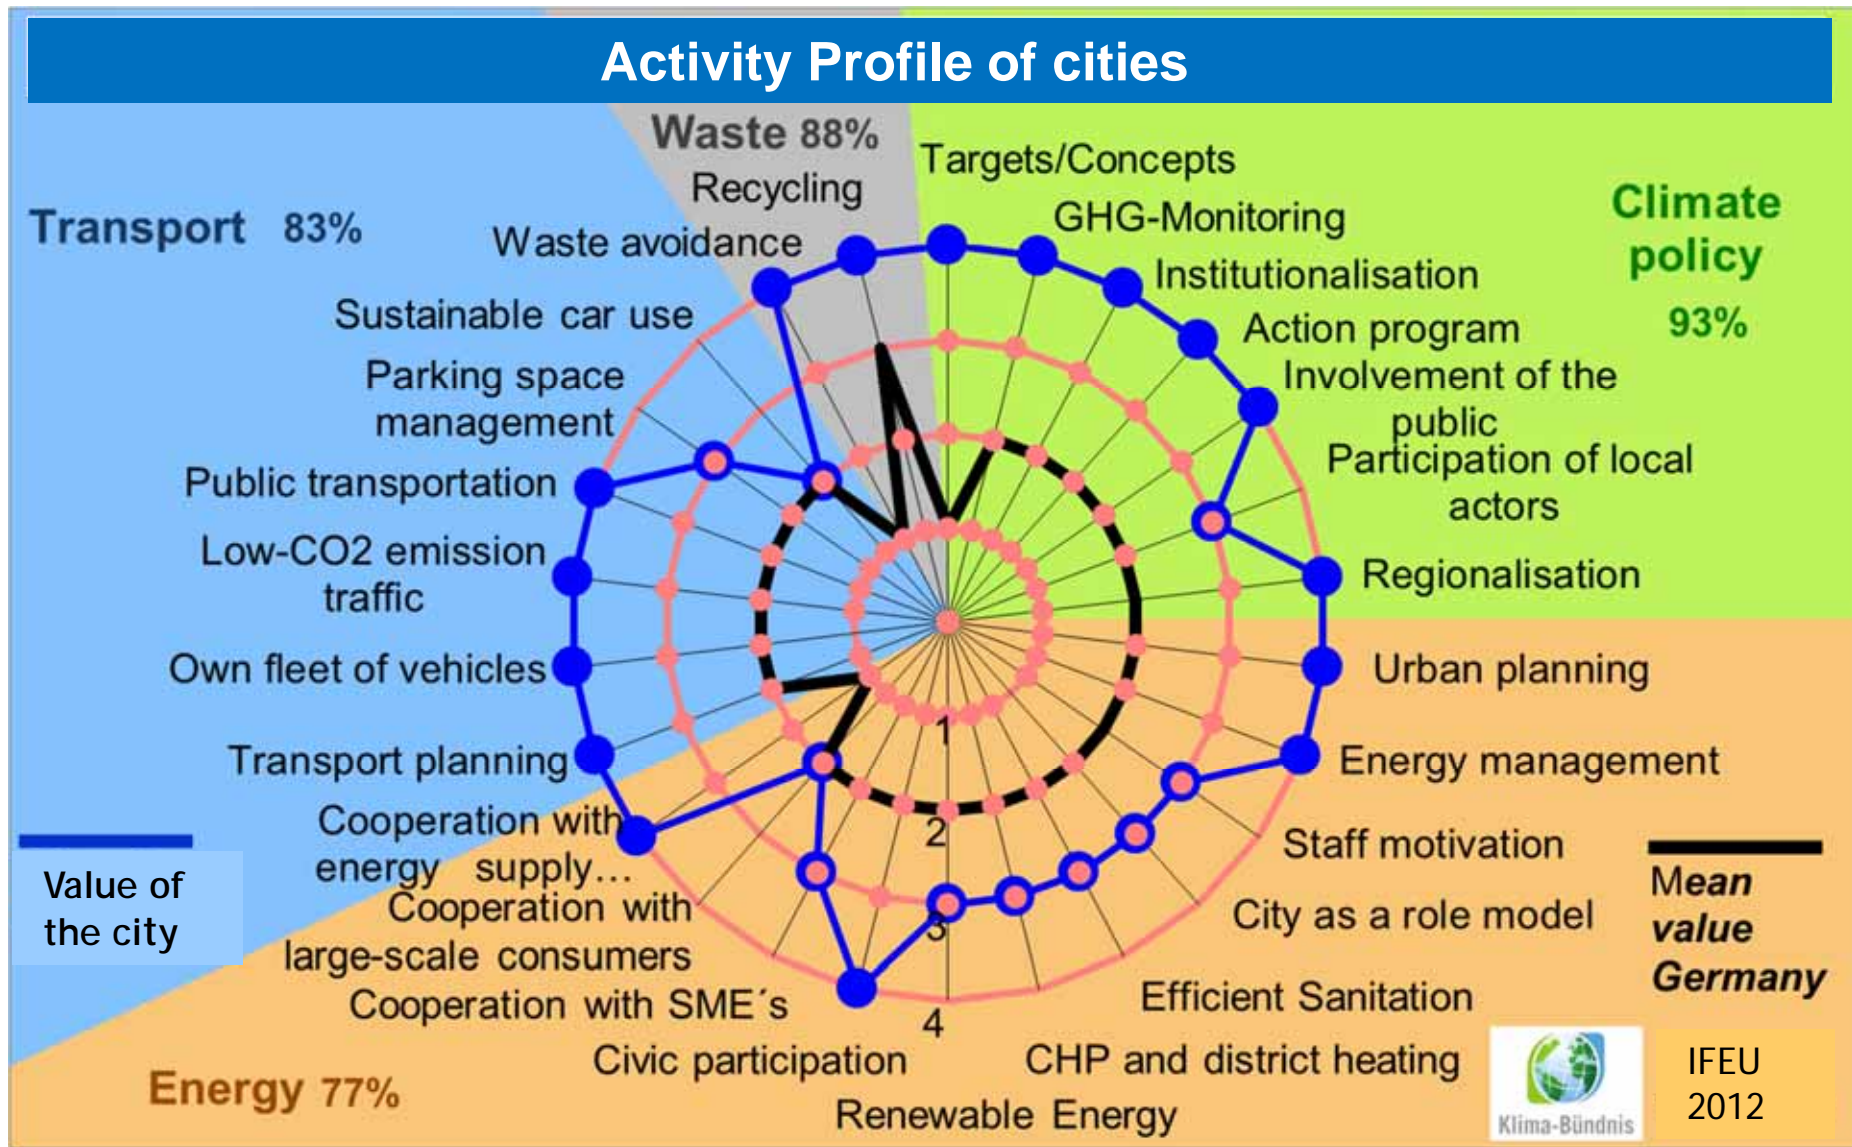 Activity Profile of cities
Waste 88%
Targets/Concepts
Recycling
GHG-Monitoring
Climate
policy
93%
Transport 83%
Waste avoidance
Institutionalisation
Sustainable car use
Action program
Parking space
management
Involvement of the
public
Public transportation
Participation of local
actors
Low-CO2 emission
traffic
Regionalisation
Own fleet of vehicles
Urban planning
Transport planning
Energy management
1
2
3
4
Cooperation with
energy supply…
Staff motivation
Value of
the city
Mean
value
Germany
Cooperation with
large-scale consumers
City as a role model
Cooperation with SME´s
Efficient Sanitation
Civic participation
CHP and district heating
Energy 77%
Renewable Energy
Klima-Bündnis
IFEU
2012